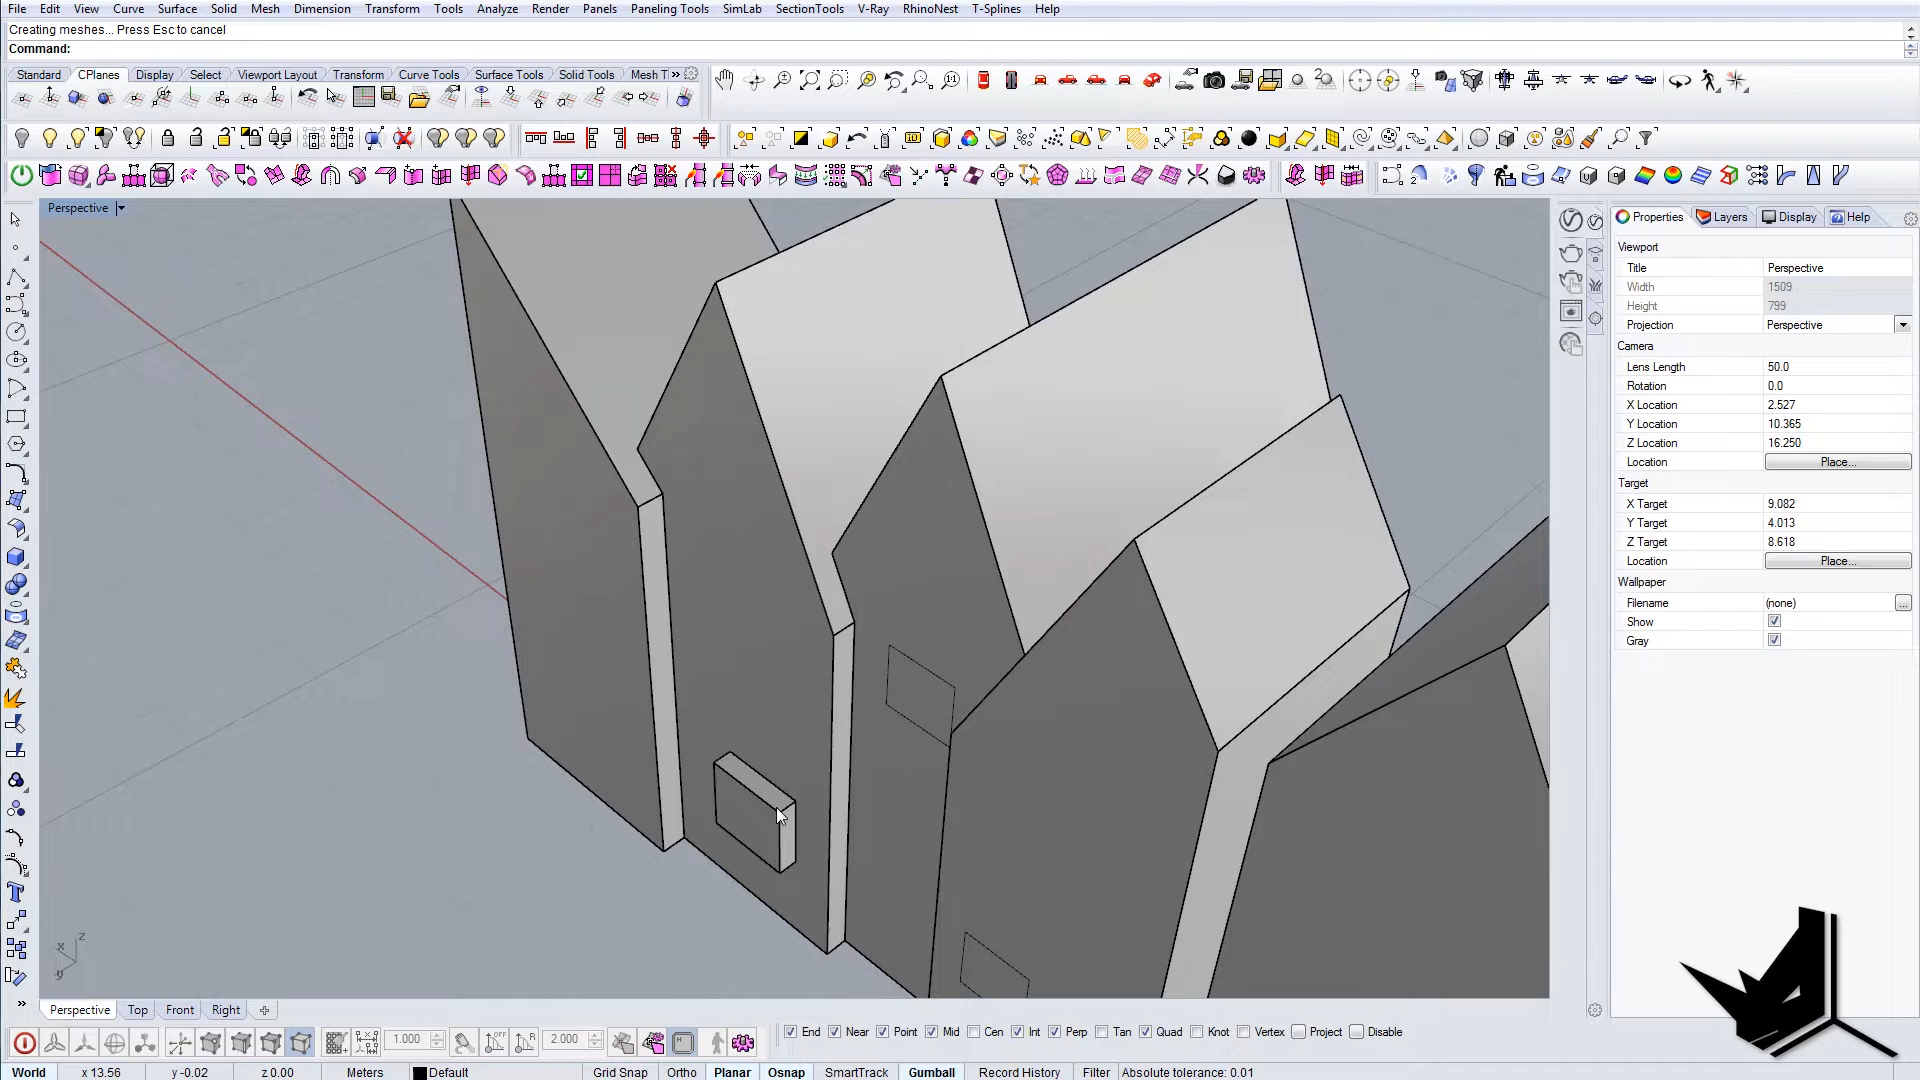 File Edit View Curve Surface Solid Mesh Dimension Transform Tools Analyze Render Panels Paneling Tools SimLab SectionTools V-Ray RhinoNest T-Splines Help
Creating meshes... Press Esc to cancel
Command:
Standard CPlanes Display Select Viewport Layout Transform Curve Tools Surface Tools Solid Tools Mesh T »
Perspective
Properties Layers Display Help
Viewport
Title Perspective
Width 1509
Height 799
Projection Perspective
Camera
Lens Length 50.0
Rotation 0.0
X Location 2.527
Y Location 10.365
Z Location 16.250
Location Place...
Target
X Target 9.082
Y Target 4.013
Z Target 8.618
Location Place...
Wallpaper
Filename (none) ...
Show
Gray
z
x
y
Perspective Top Front Right
1.000 2.000
End Near Point Mid Cen Int Perp Tan Quad Knot Vertex Project Disable
World x 13.56 y -0.02 z 0.00 Meters Default Grid Snap Ortho Planar Osnap SmartTrack Gumball Record History Filter Absolute tolerance: 0.01